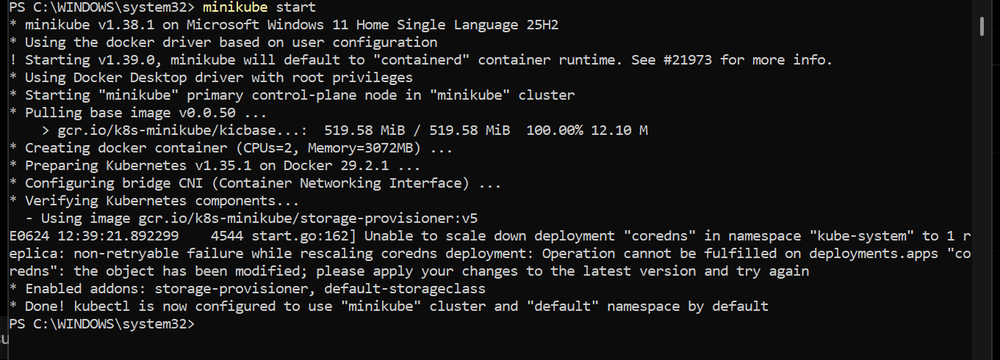 PS C:\WINDOWS\system32> minikube start
* minikube v1.38.1 on Microsoft Windows 11 Home Single Language 25H2
* Using the docker driver based on user configuration
! Starting v1.39.0, minikube will default to "containerd" container runtime. See #21973 for more info.
* Using Docker Desktop driver with root privileges
* Starting "minikube" primary control-plane node in "minikube" cluster
* Pulling base image v0.0.50 ...
    > gcr.io/k8s-minikube/kicbase...:  519.58 MiB / 519.58 MiB  100.00% 12.10 M
* Creating docker container (CPUs=2, Memory=3072MB) ...
* Preparing Kubernetes v1.35.1 on Docker 29.2.1 ...
* Configuring bridge CNI (Container Networking Interface) ...
* Verifying Kubernetes components...
  - Using image gcr.io/k8s-minikube/storage-provisioner:v5
E0624 12:39:21.892299    4544 start.go:162] Unable to scale down deployment "coredns" in namespace "kube-system" to 1 r
eplica: non-retryable failure while rescaling coredns deployment: Operation cannot be fulfilled on deployments.apps "co
redns": the object has been modified; please apply your changes to the latest version and try again
* Enabled addons: storage-provisioner, default-storageclass
* Done! kubectl is now configured to use "minikube" cluster and "default" namespace by default
PS C:\WINDOWS\system32>